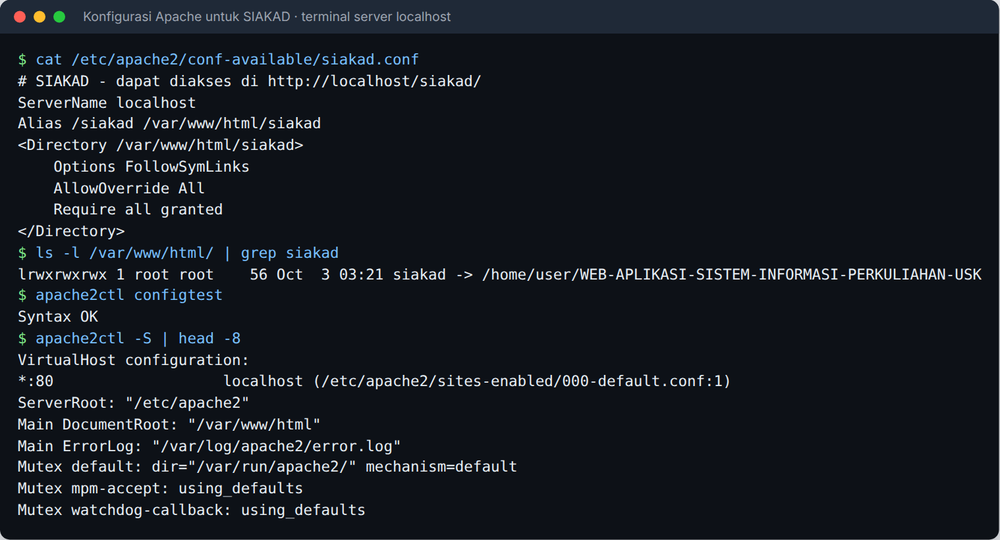 Konfigurasi Apache untuk SIAKAD · terminal server localhost
$ cat /etc/apache2/conf-available/siakad.conf
# SIAKAD - dapat diakses di http://localhost/siakad/
ServerName localhost
Alias /siakad /var/www/html/siakad
<Directory /var/www/html/siakad>
    Options FollowSymLinks
    AllowOverride All
    Require all granted
</Directory>
$ ls -l /var/www/html/ | grep siakad
lrwxrwxrwx 1 root root    56 Oct  3 03:21 siakad -> /home/user/WEB-APLIKASI-SISTEM-INFORMASI-PERKULIAHAN-USK
$ apache2ctl configtest
Syntax OK
$ apache2ctl -S | head -8
VirtualHost configuration:
*:80                   localhost (/etc/apache2/sites-enabled/000-default.conf:1)
ServerRoot: "/etc/apache2"
Main DocumentRoot: "/var/www/html"
Main ErrorLog: "/var/log/apache2/error.log"
Mutex default: dir="/var/run/apache2/" mechanism=default
Mutex mpm-accept: using_defaults
Mutex watchdog-callback: using_defaults